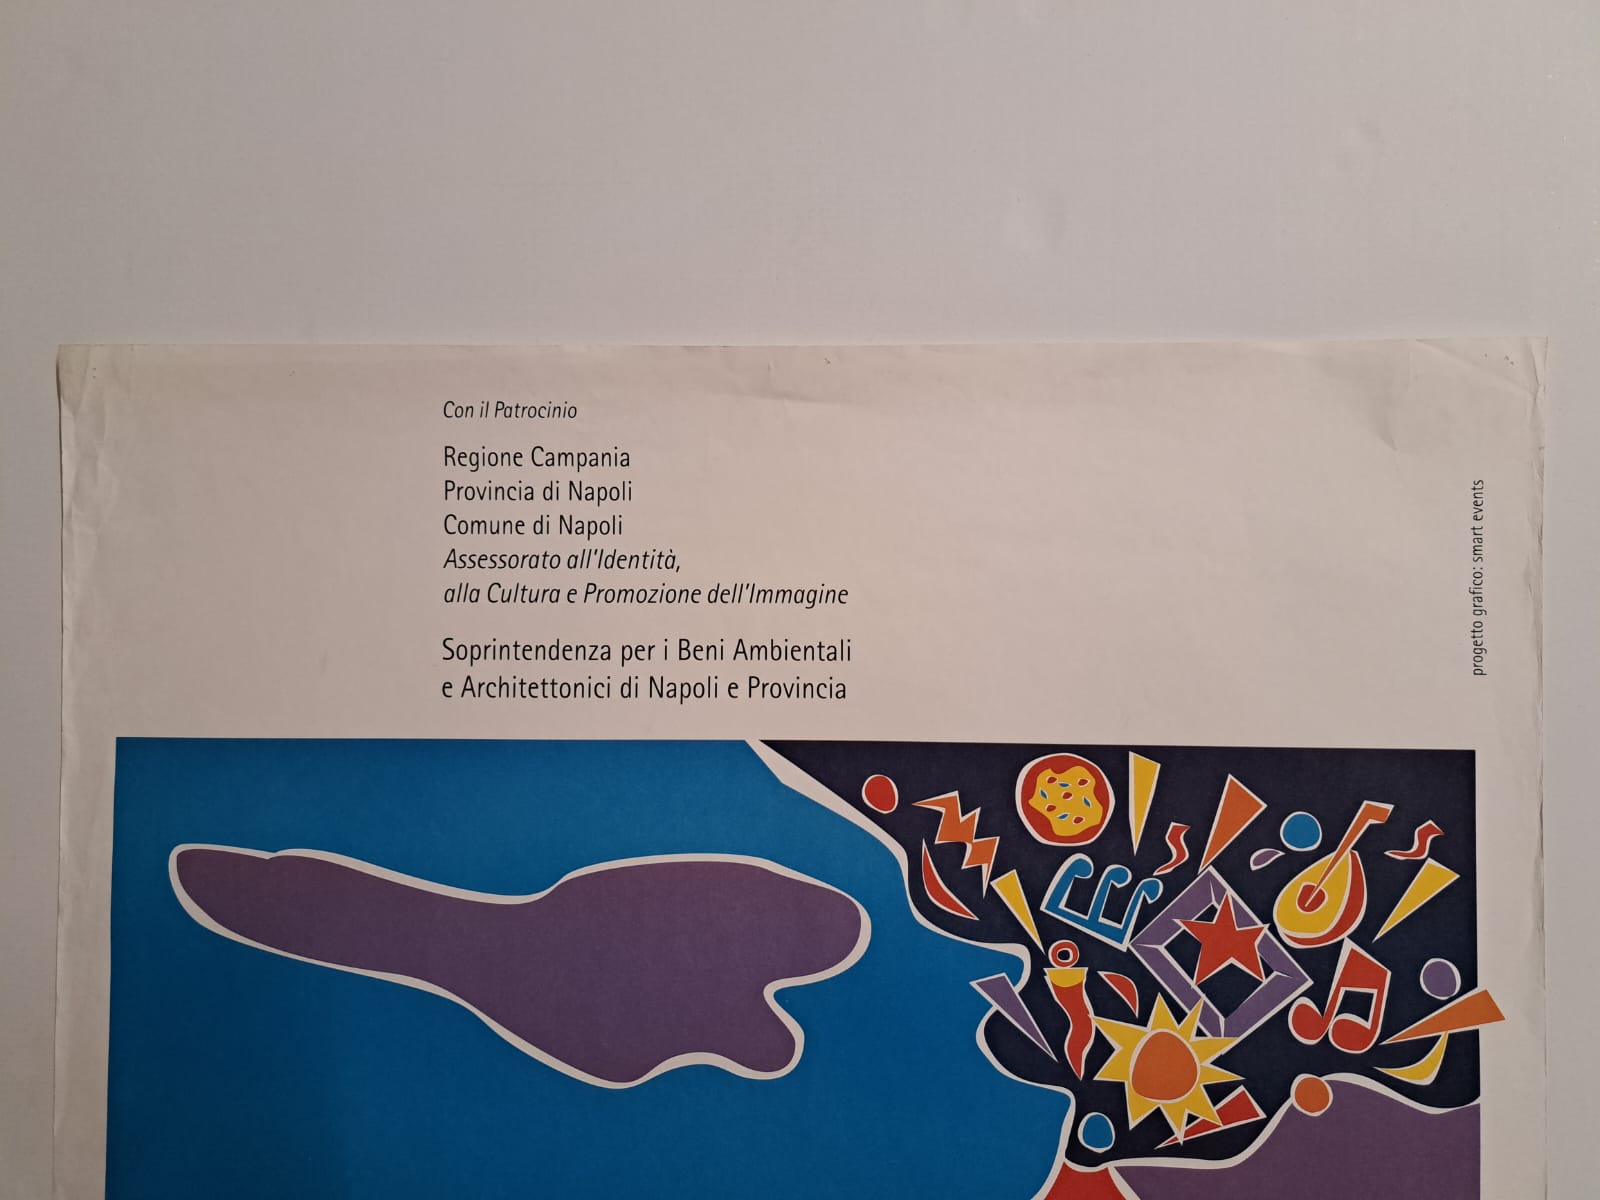 Con il Patrocinio
Regione Campania
Provincia di Napoli
Comune di Napoli
Assessorato all'Identità,
alla Cultura e Promozione dell'Immagine
Soprintendenza per i Beni Ambientali
e Architettonici di Napoli e Provincia
progetto grafico: smart events